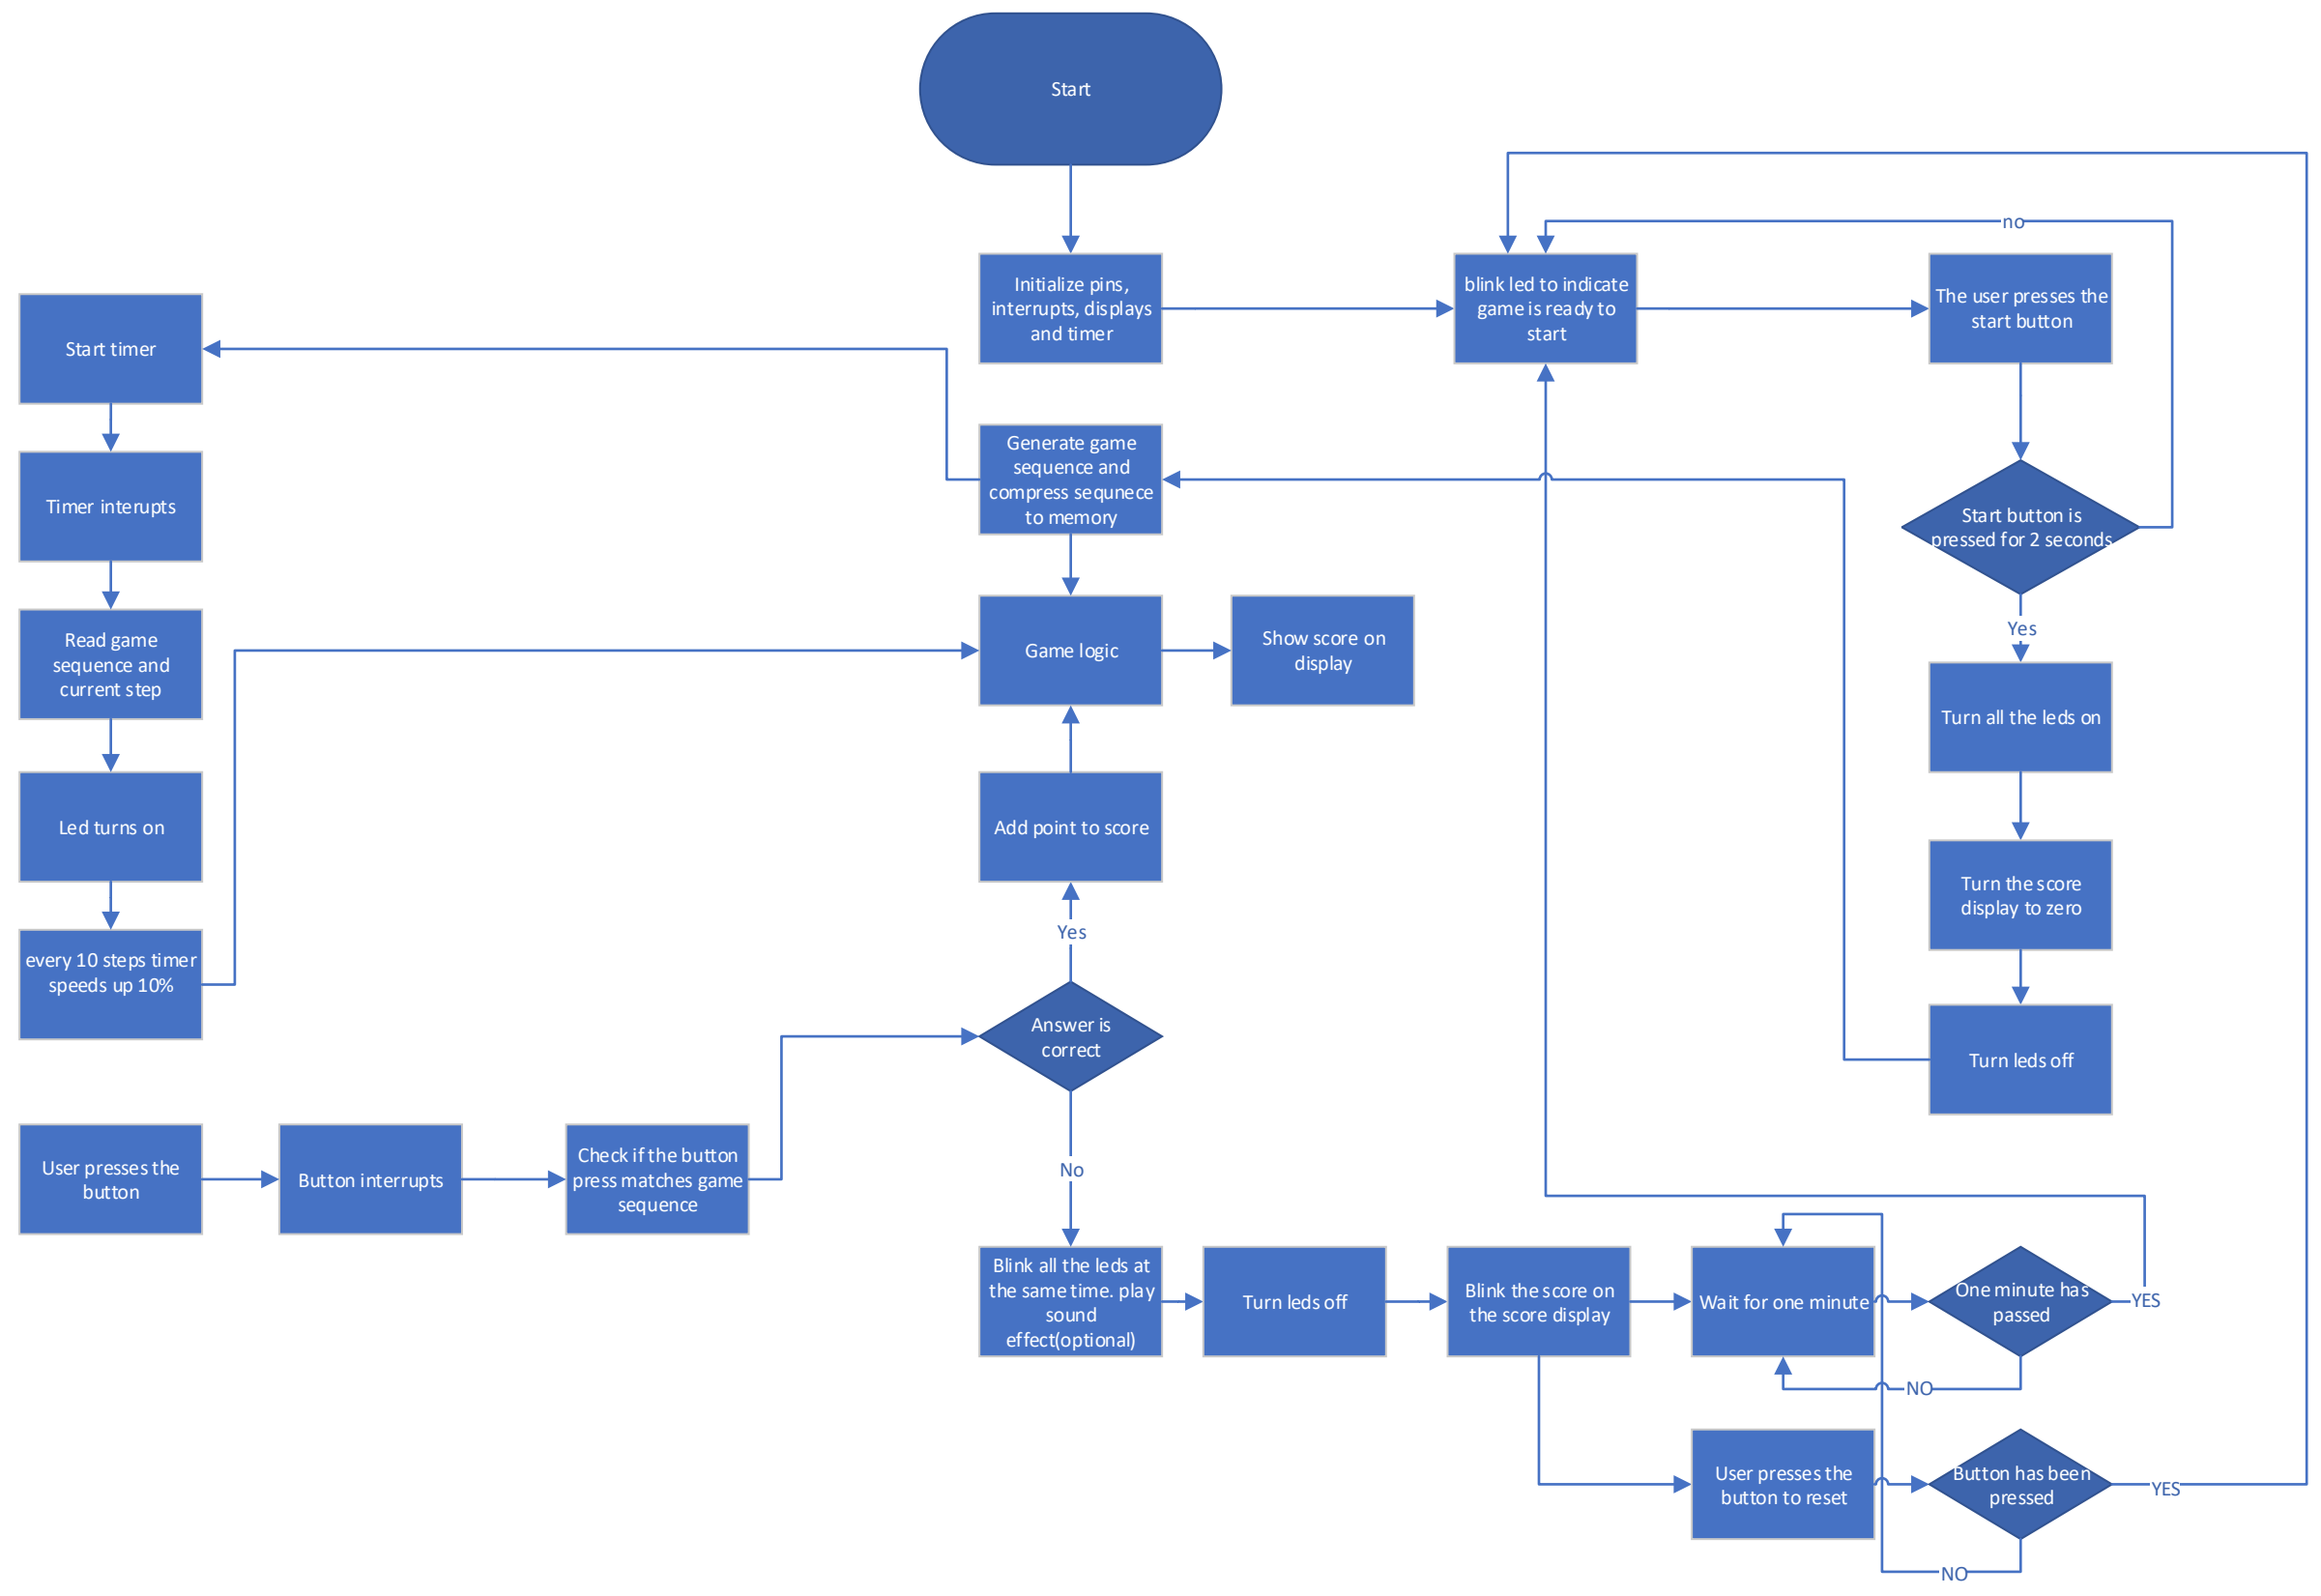 Start
no
Initialize pins,
interrupts, displays
and timer
blink led to indicate
game is ready to
start
The user presses the
start button
Start timer
Generate game
sequence and
compress sequnece
to memory
Timer interupts
Start button is
pressed for 2 seconds
Yes
Read game
sequence and
current step
Game logic
Show score on
display
Turn all the leds on
Led turns on
Add point to score
Turn the score
display to zero
Yes
every 10 steps timer
speeds up 10%
Answer is
correct
Turn leds off
User presses the
button
Button interrupts
Check if the button
press matches game
sequence
No
Blink all the leds at
the same time. play
sound
effect(optional)
Turn leds off
Blink the score on
the score display
Wait for one minute
One minute has
passed
YES
NO
User presses the
button to reset
Button has been
pressed
YES
NO